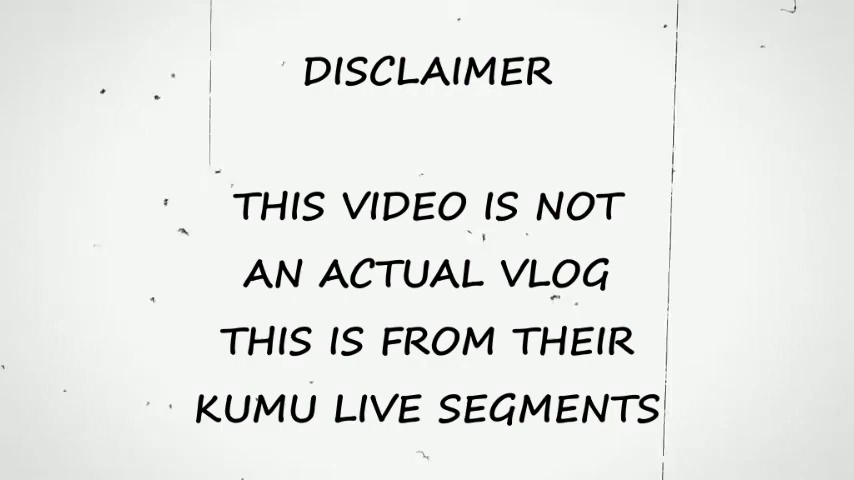 DISCLAIMER
THIS VIDEO IS NOT
AN ACTUAL VLOG
THIS IS FROM THEIR
KUMU LIVE SEGMENTS